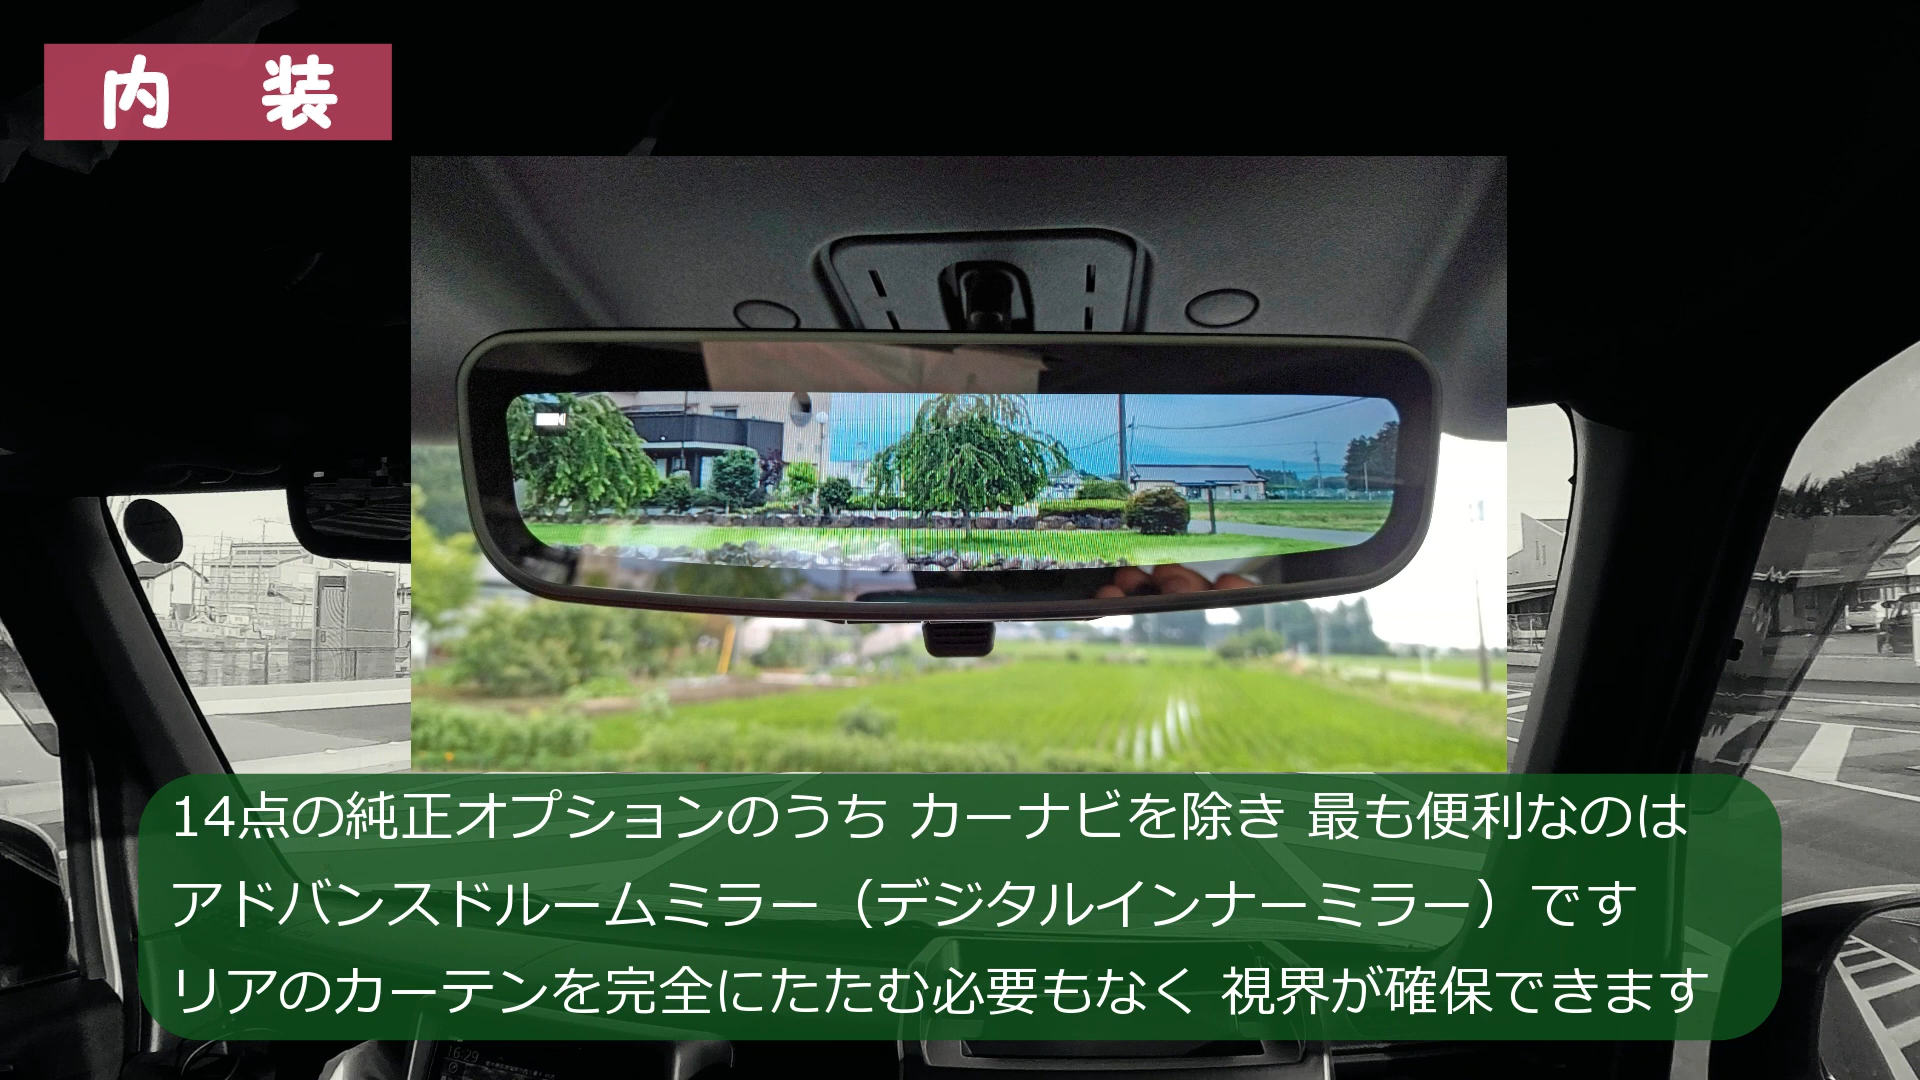 内　装
14点の純正オプションのうち カーナビを除き 最も便利なのは
アドバンスドルームミラー（デジタルインナーミラー）です
リアのカーテンを完全にたたむ必要もなく 視界が確保できます
16:29